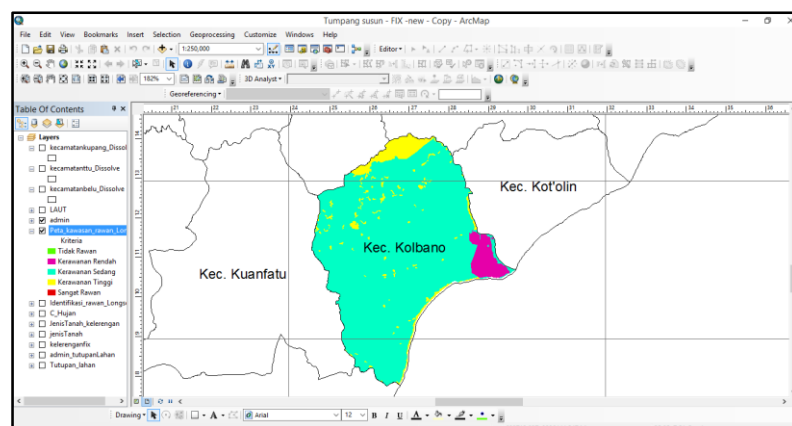 Tumpang susun - FIX -new - Copy - ArcMap
File Edit View Bookmarks Insert Selection Geoprocessing Customize Windows Help
1:250,000
Editor
182%
3D Analyst
Georeferencing
Table Of Contents
Layers
kecamatankupang_Dissol
kecamatanttu_Dissolve
kecamatanbelu_Dissolve
LAUT
admin
Peta_kawasan_rawan_Lon
Kriteria
Tidak Rawan
Kerawanan Rendah
Kerawanan Sedang
Kerawanan Tinggi
Sangat Rawan
Identifikasi_rawan_Longs
C_Hujan
JenisTanah_kelerengan
jenisTanah
kelerenganfix
admin_tutupanLahan
Tutupan_lahan
Kec. Kot'olin
Kec. Kolbano
Kec. Kuanfatu
Drawing
Arial
12
B I U A